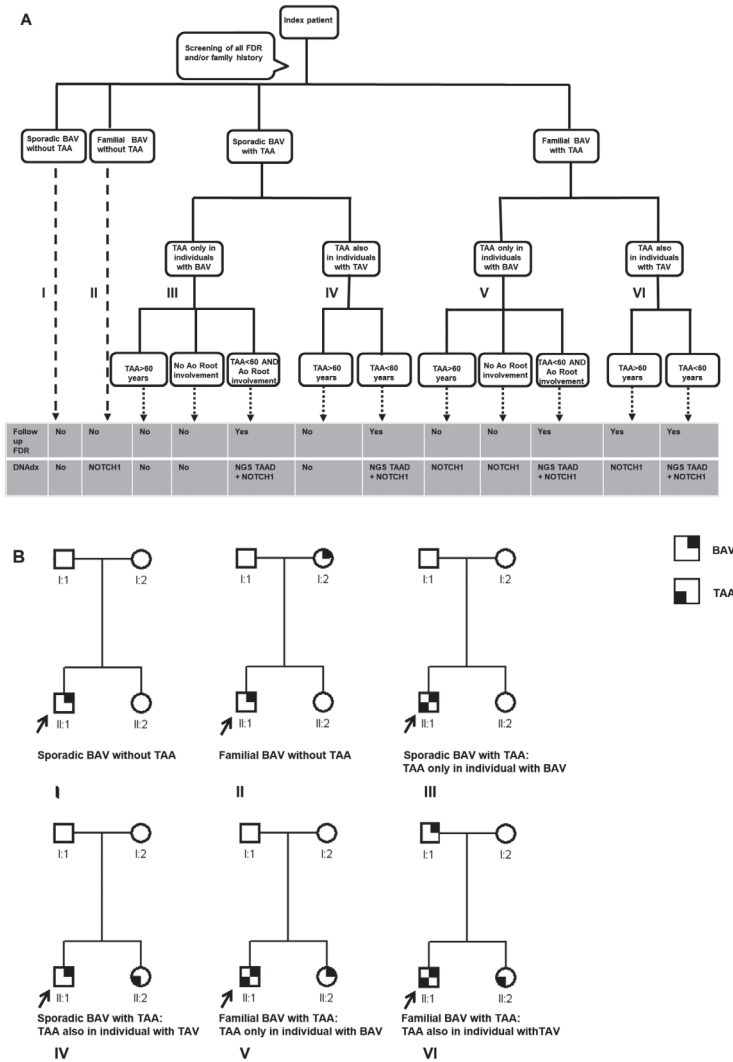 A
Index patient
Screening of all FDR
and/or family history
Sporadic BAV
without TAA
Familial BAV
without TAA
Sporadic BAV
with TAA
Familial BAV
with TAA
TAA only in
individuals
with BAV
TAA also
in individuals
with TAV
TAA only in
individuals
with BAV
TAA also
in individuals
with TAV
I
II
III
IV
V
VI
TAA>60
years
No Ao Root
involvement
TAA<60 AND
Ao Root
involvement
TAA>60
years
TAA<60
years
TAA>60
years
No Ao Root
involvement
TAA<60 AND
Ao Root
involvement
TAA>60
years
TAA<60
years
Follow
up
FDR
No
No
No
No
Yes
No
Yes
No
No
Yes
Yes
Yes
DNAdx
No
NOTCH1
No
No
NGS TAAD
+ NOTCH1
No
NGS TAAD
+ NOTCH1
NOTCH1
NOTCH1
NGS TAAD
+ NOTCH1
NOTCH1
NGS TAAD
+ NOTCH1
B
BAV
TAA
I:1
I:2
II:1
II:2
Sporadic BAV without TAA
I
I:1
I:2
II:1
II:2
Familial BAV without TAA
II
I:1
I:2
II:1
II:2
Sporadic BAV with TAA:
TAA only in individual with BAV
III
I:1
I:2
II:1
II:2
Sporadic BAV with TAA:
TAA also in individual with TAV
IV
I:1
I:2
II:1
II:2
Familial BAV with TAA:
TAA only in individual with BAV
V
I:1
I:2
II:1
II:2
Familial BAV with TAA:
TAA also in individual withTAV
VI